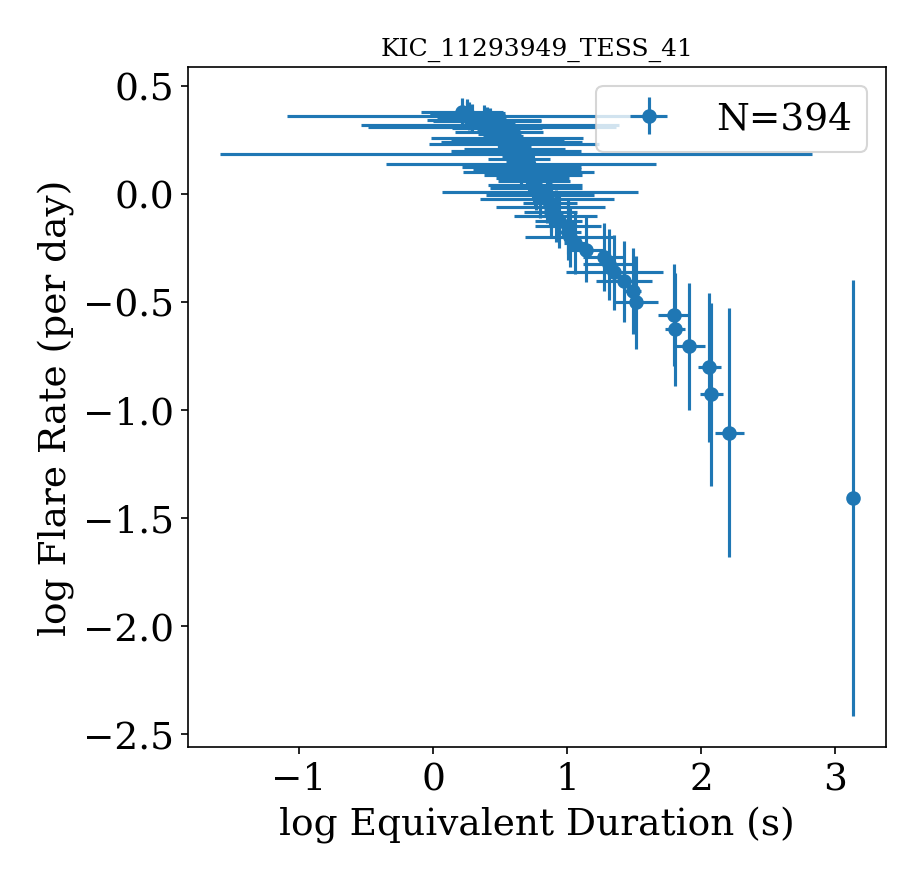 KIC_11293949_TESS_41
N=394
log Flare Rate (per day)
0.5
0.0
−0.5
−1.0
−1.5
−2.0
−2.5
−1 0 1 2 3
log Equivalent Duration (s)